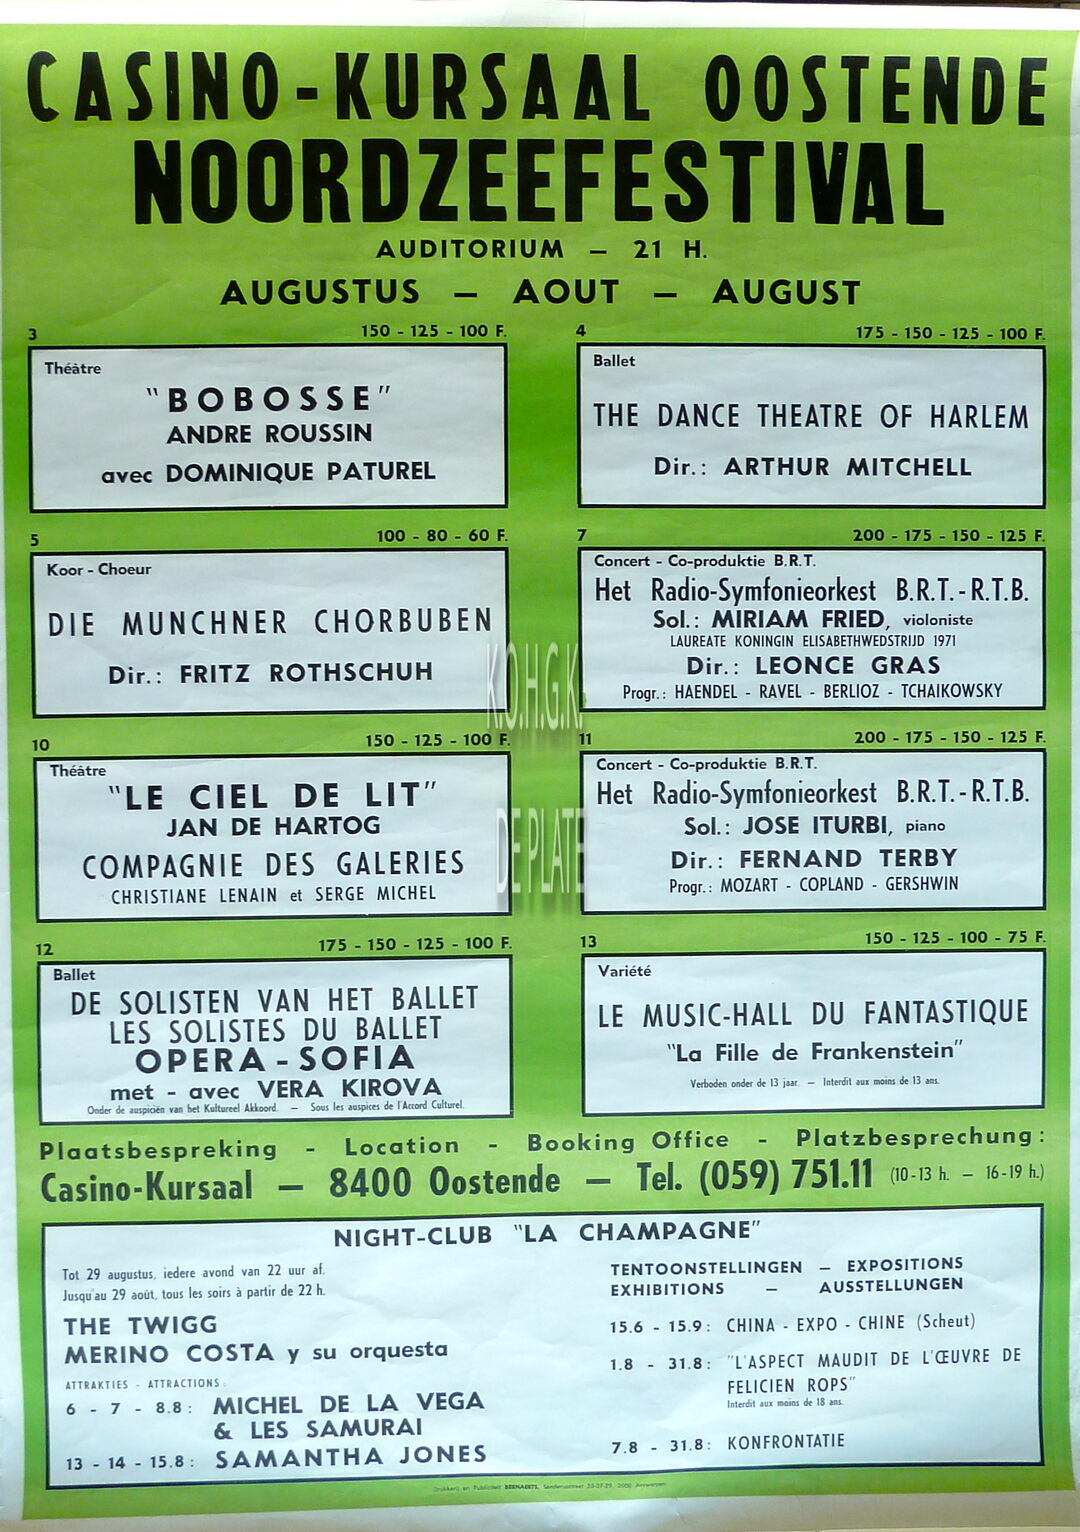 CASINO-KURSAAL OOSTENDE
NOORDZEEFESTIVAL
AUDITORIUM — 21 H.
AUGUSTUS — AOUT — AUGUST
3 150 - 125 - 100 F.
Théâtre
"BOBOSSE"
ANDRE ROUSSIN
avec DOMINIQUE PATUREL
4 175 - 150 - 125 - 100 F.
Ballet
THE DANCE THEATRE OF HARLEM
Dir.: ARTHUR MITCHELL
5 100 - 80 - 60 F.
Koor - Choeur
DIE MUNCHNER CHORBUBEN
Dir.: FRITZ ROTHSCHUH
7 200 - 175 - 150 - 125 F.
Concert - Co-produktie B.R.T.
Het Radio-Symfonieorkest B.R.T. - R.T.B.
Sol.: MIRIAM FRIED, violoniste
LAUREATE KONINGIN ELISABETHWEDSTRIJD 1971
Dir.: LEONCE GRAS
Progr.: HAENDEL - RAVEL - BERLIOZ - TCHAIKOWSKY
K.O.H.G.K.
DE PLATE
10 150 - 125 - 100 F.
Théâtre
"LE CIEL DE LIT"
JAN DE HARTOG
COMPAGNIE DES GALERIES
CHRISTIANE LENAIN et SERGE MICHEL
11 200 - 175 - 150 - 125 F.
Concert - Co-produktie B.R.T.
Het Radio-Symfonieorkest B.R.T. - R.T.B.
Sol.: JOSE ITURBI, piano
Dir.: FERNAND TERBY
Progr.: MOZART - COPLAND - GERSHWIN
12 175 - 150 - 125 - 100 F.
Ballet
DE SOLISTEN VAN HET BALLET
LES SOLISTES DU BALLET
OPERA - SOFIA
met - avec VERA KIROVA
Onder de auspiciën van het Kultureel Akkoord. — Sous les auspices de l'Accord Culturel.
13 150 - 125 - 100 - 75 F.
Variété
LE MUSIC-HALL DU FANTASTIQUE
"La Fille de Frankenstein"
Verboden onder de 13 jaar. — Interdit aux moins de 13 ans.
Plaatsbespreking - Location - Booking Office - Platzbesprechung:
Casino-Kursaal — 8400 Oostende — Tel. (059) 751.11 (10-13 h. — 16-19 h.)
NIGHT-CLUB "LA CHAMPAGNE"
Tot 29 augustus, iedere avond van 22 uur af.
Jusqu'au 29 août, tous les soirs à partir de 22 h.
THE TWIGG
MERINO COSTA y su orquesta
ATTRAKTIES - ATTRACTIONS:
6 - 7 - 8.8: MICHEL DE LA VEGA
& LES SAMURAI
13 - 14 - 15.8: SAMANTHA JONES
TENTOONSTELLINGEN — EXPOSITIONS
EXHIBITIONS — AUSSTELLUNGEN
15.6 - 15.9: CHINA - EXPO - CHINE (Scheut)
1.8 - 31.8: "L'ASPECT MAUDIT DE L'ŒUVRE DE
FELICIEN ROPS"
Interdit aux moins de 18 ans.
7.8 - 31.8: KONFRONTATIE
Drukkerij en Publiciteit BERNAERTS, 2000 Antwerpen